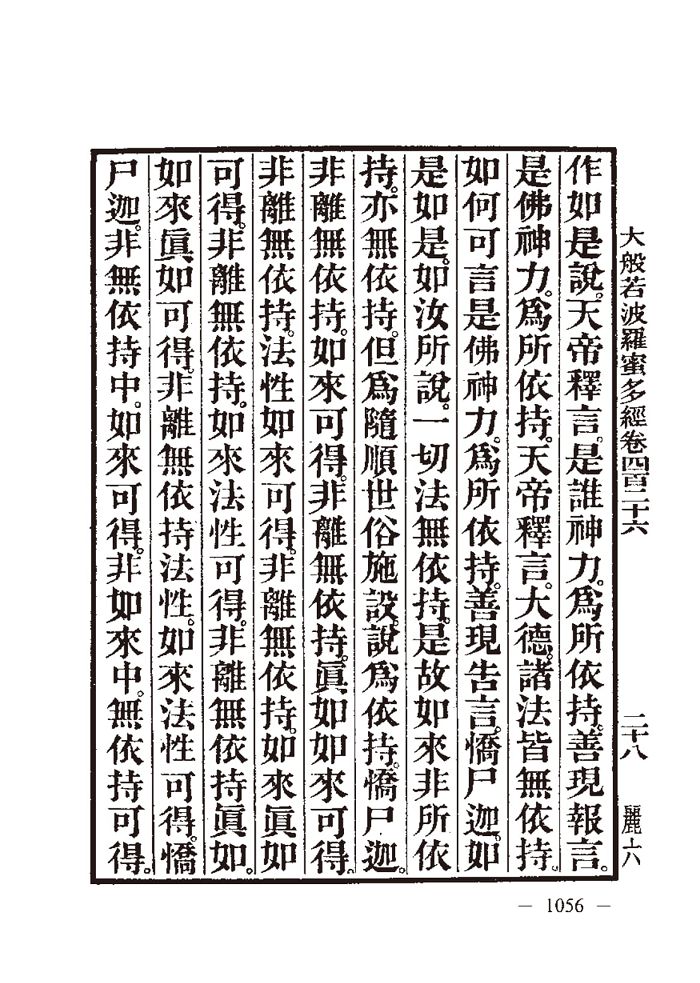 大般若波羅蜜多經卷四百二十六 二十八 麗六
作如是說。天帝釋言。是誰神力。爲所依持。善現報言。
是佛神力。爲所依持。天帝釋言。大德。諸法皆無依持。
如何可言是佛神力。爲所依持。善現告言。憍尸迦。如
是如是。如汝所說。一切法無依持。是故如來非所依
持。亦無依持。但爲隨順世俗施設。說爲依持。憍尸迦。
非離無依持。如來可得。非離無依持。眞如如來可得。
非離無依持。法性如來可得。非離無依持。如來眞如
可得。非離無依持。如來法性可得。非離無依持眞如。
如來眞如可得。非離無依持法性。如來法性可得。憍
尸迦。非無依持中。如來可得。非如來中。無依持可得。
— 1056 —